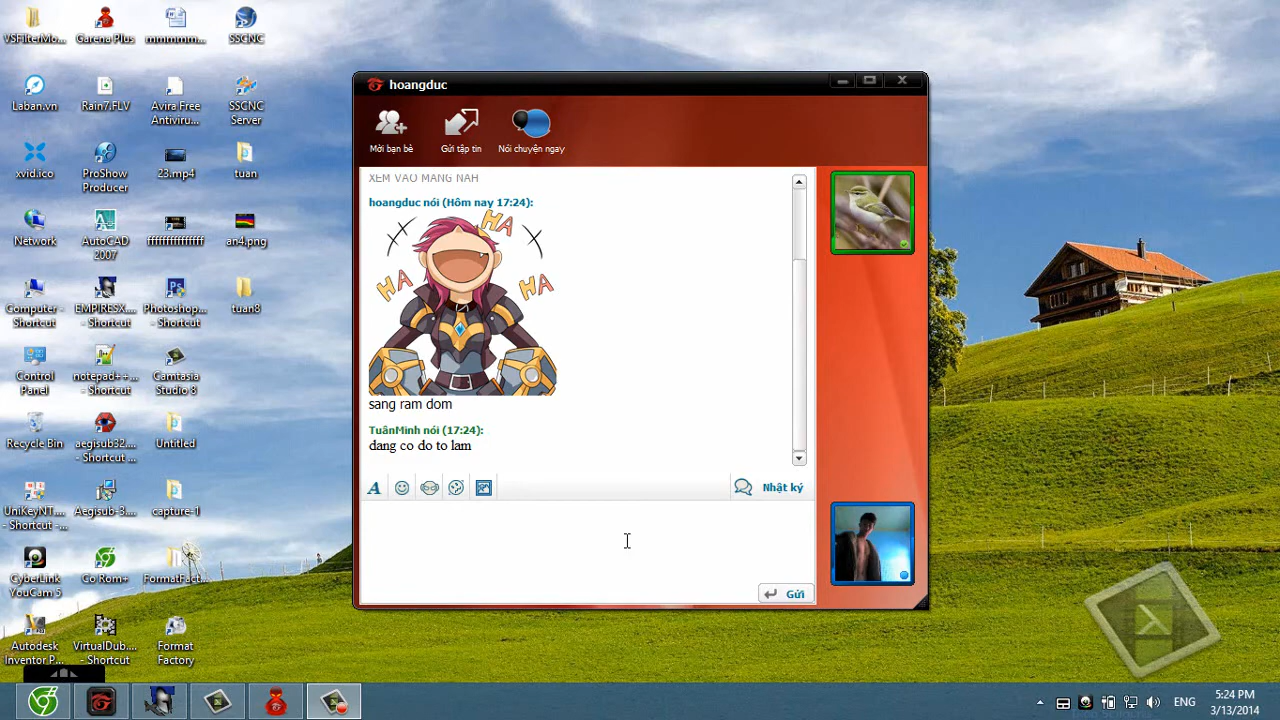 VSFilterMo...
Garena Plus
mmmmm...
SSCNC
Laban.vn
Rain7.FLV
Avira Free
Antiviru...
SSCNC
Server
xvid.ico
ProShow
Producer
23.mp4
tuan
Network
AutoCAD
2007
ffffffffffffff
an4.png
Computer -
Shortcut
EMPIRESX....
- Shortcut
Photoshop...
- Shortcut
tuan8
Control
Panel
notepad++...
- Shortcut
Camtasia
Studio 8
Recycle Bin
aegisub32....
- Shortcut
Untitled
UniKeyNT....
- Shortcut -...
Aegisub-3....
capture-1
CyberLink
YouCam 5
Go Rom+
FormatFact...
Autodesk
Inventor P...
VirtualDub....
- Shortcut
Format
Factory
hoangduc
Mời bạn bè
Gửi tập tin
Nói chuyện ngay
XEM VAO MANG NAH
hoangduc nói (Hôm nay 17:24):
HA
HA
HA
sang ram dom
TuânMinh nói (17:24):
dang co do to lam
A
Nhật ký
Gửi
ENG
5:24 PM
3/13/2014